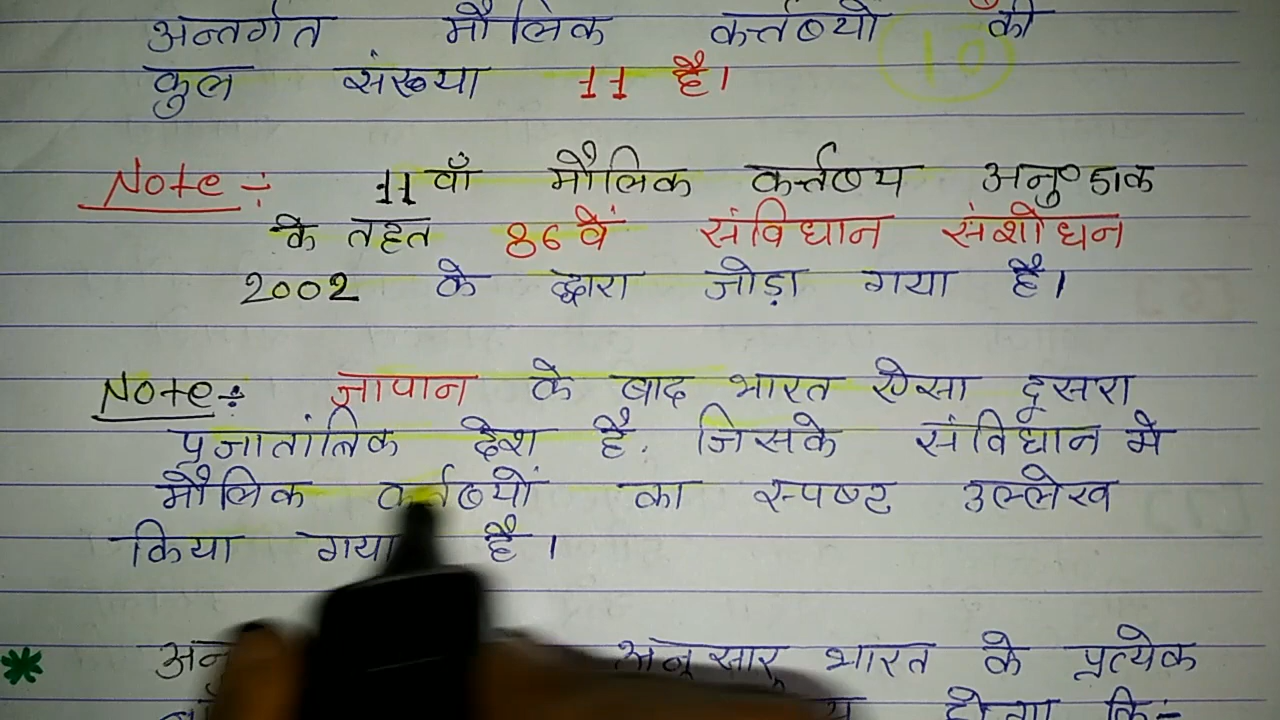 अन्तर्गत मौलिक कर्त्तव्यों की
कुल संख्या 11 है।
10
Note :- 11 वाँ मौलिक कर्त्तव्य अनु॰ 51क
के तहत 86 वें संविधान संशोधन
2002 के द्वारा जोड़ा गया है।
Note :- जापान के बाद भारत ऐसा दूसरा
प्रजातांत्रिक देश है. जिसके संविधान मे
मौलिक कर्त्तव्यों का स्पष्ट उल्लेख
किया गया है।
अनुसार भारत के प्रत्येक
होगा कि:-